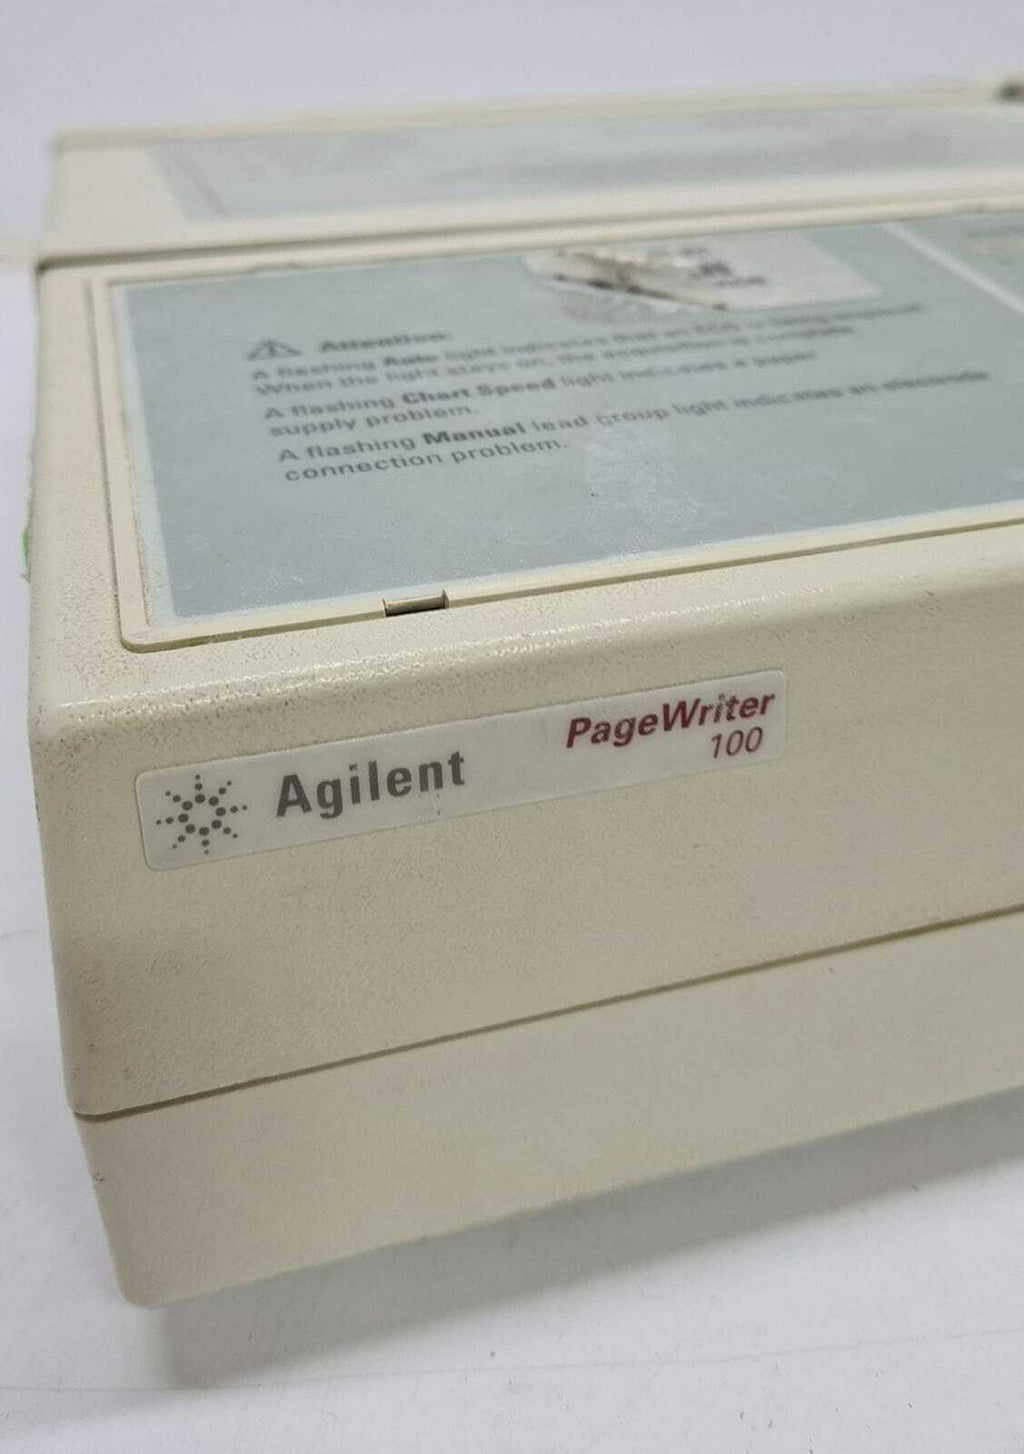 Attention:
A flashing Auto light indicates that an ECG is being acquired.
When the light stays on, the acquisition is complete.
A flashing Chart Speed light indicates a paper
supply problem.
A flashing Manual lead group light indicates an electrode
connection problem.
Agilent
PageWriter
100